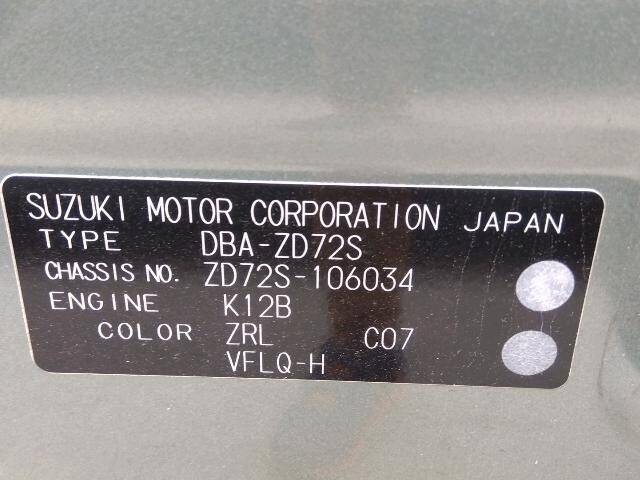 SUZUKI MOTOR CORPORATION JAPAN
TYPE DBA-ZD72S
CHASSIS NO. ZD72S-106034
ENGINE K12B
COLOR ZRL C07
VFLQ-H